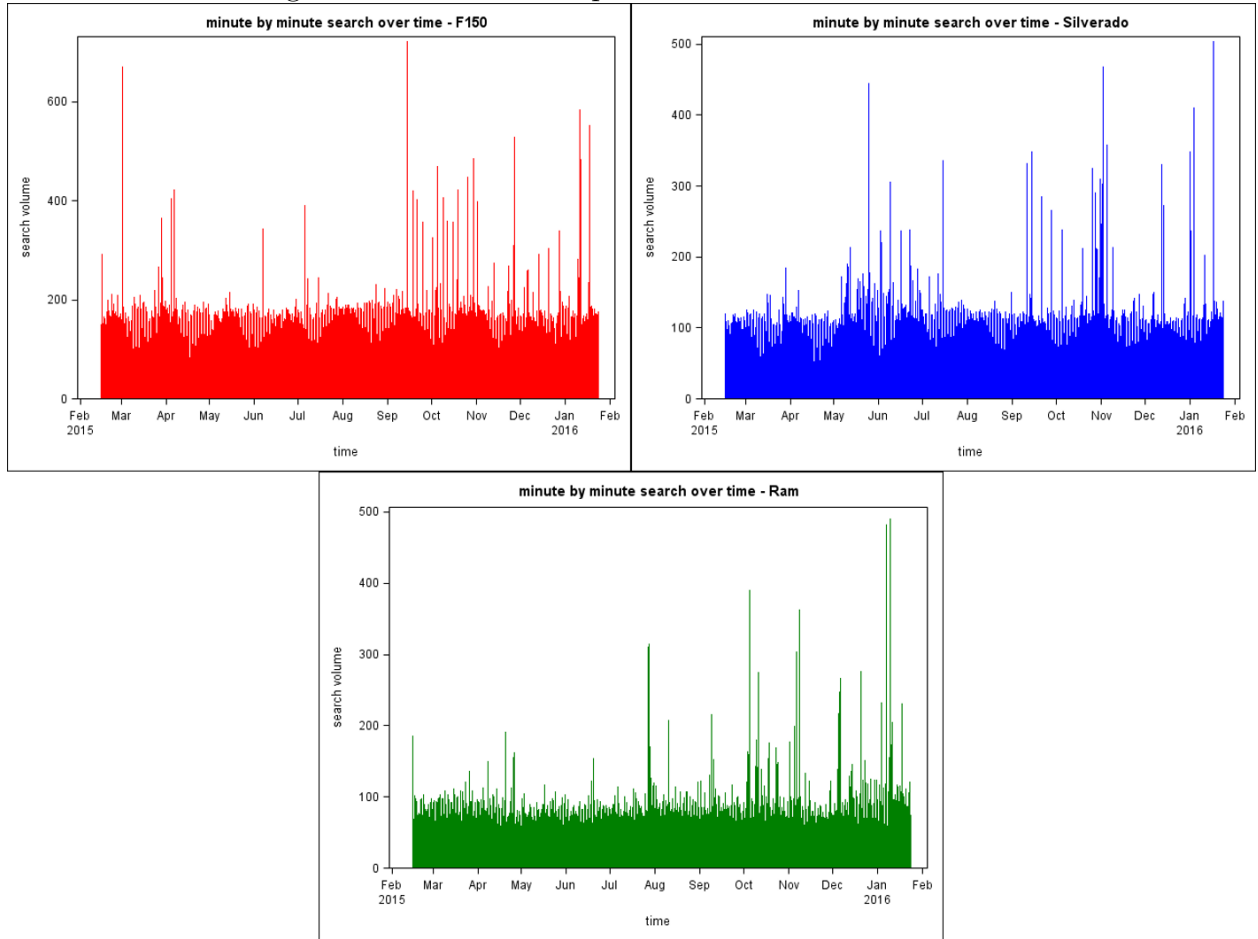 minute by minute search over time - F150
600
400
200
0
search volume
Feb Mar Apr May Jun Jul Aug Sep Oct Nov Dec Jan Feb
2015 2016
time
minute by minute search over time - Silverado
500
400
300
200
100
0
search volume
Feb Mar Apr May Jun Jul Aug Sep Oct Nov Dec Jan Feb
2015 2016
time
minute by minute search over time - Ram
500
400
300
200
100
0
search volume
Feb Mar Apr May Jun Jul Aug Sep Oct Nov Dec Jan Feb
2015 2016
time